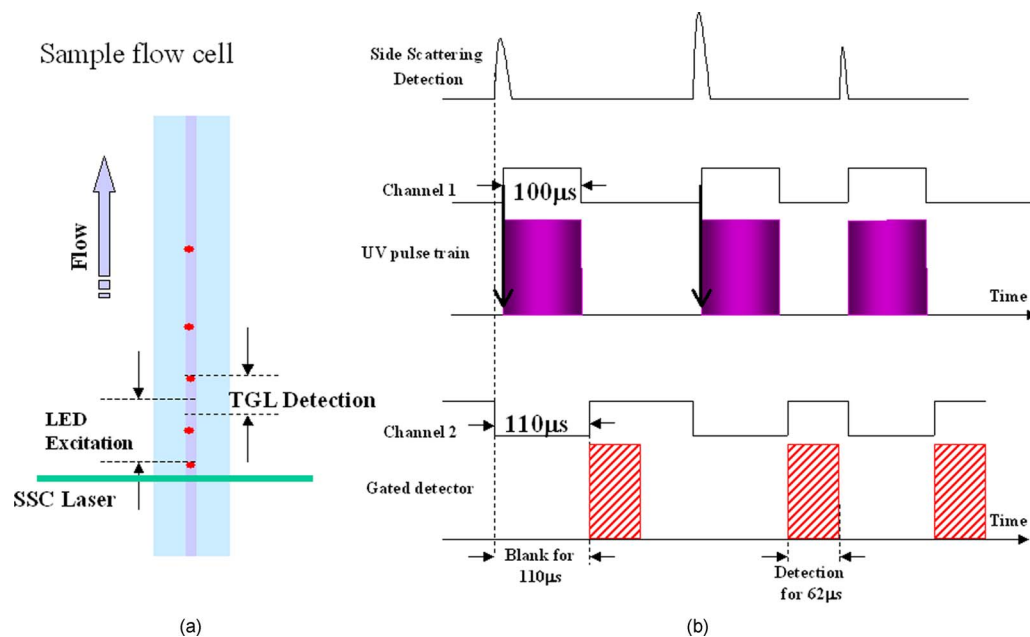 Sample flow cell
Flow
TGL Detection
LED
Excitation
SSC Laser
(a)
Side Scattering
Detection
Channel 1
100μs
UV pulse train
Time
Channel 2
110μs
Gated detector
Time
Blank for
110μs
Detection
for 62μs
(b)